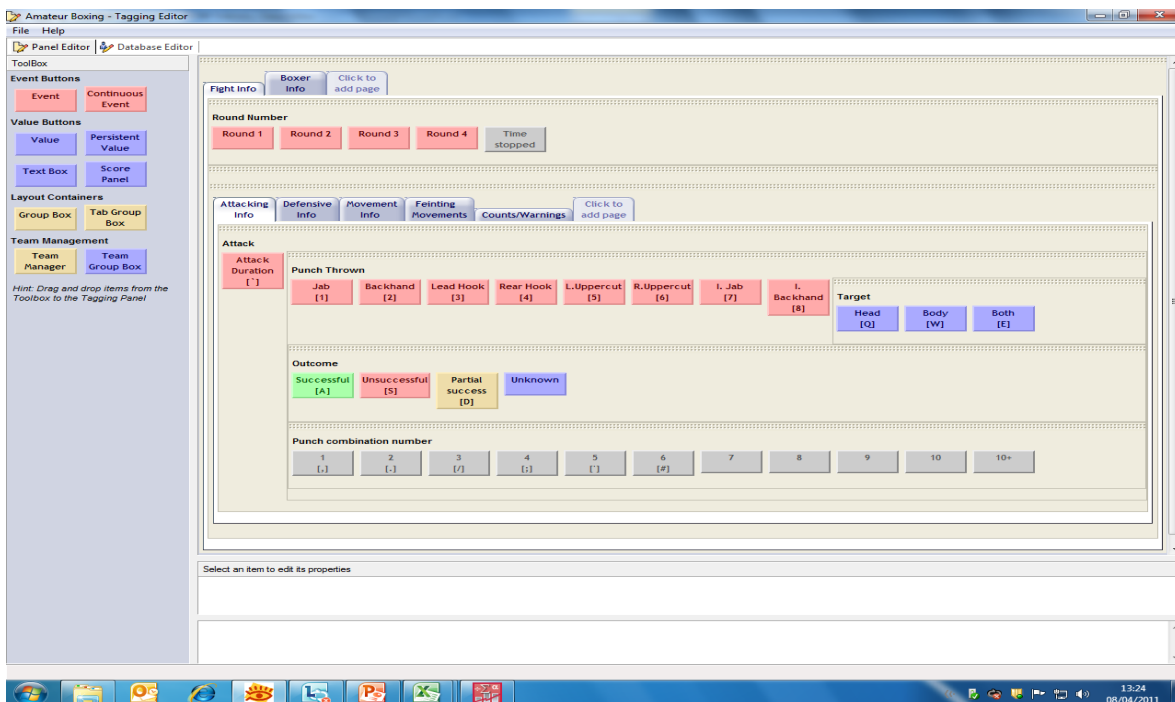 Amateur Boxing - Tagging Editor
File Help
Panel Editor Database Editor
ToolBox
Event Buttons
Event
Continuous
Event
Value Buttons
Value
Persistent
Value
Text Box
Score
Panel
Layout Containers
Group Box
Tab Group
Box
Team Management
Team
Manager
Team
Group Box
Hint: Drag and drop items from the
Toolbox to the Tagging Panel
Fight Info
Boxer
Info
Click to
add page
Round Number
Round 1
Round 2
Round 3
Round 4
Time
stopped
Attacking
Info
Defensive
Info
Movement
Info
Feinting
Movements
Counts/Warnings
Click to
add page
Attack
Attack
Duration
[`]
Punch Thrown
Jab
[1]
Backhand
[2]
Lead Hook
[3]
Rear Hook
[4]
L.Uppercut
[5]
R.Uppercut
[6]
I. Jab
[7]
I.
Backhand
[8]
Target
Head
[Q]
Body
[W]
Both
[E]
Outcome
Successful
[A]
Unsuccessful
[S]
Partial
success
[D]
Unknown
Punch combination number
1
[,]
2
[.]
3
[/]
4
[;]
5
[']
6
[#]
7
8
9
10
10+
Select an item to edit its properties
13:24
08/04/2011